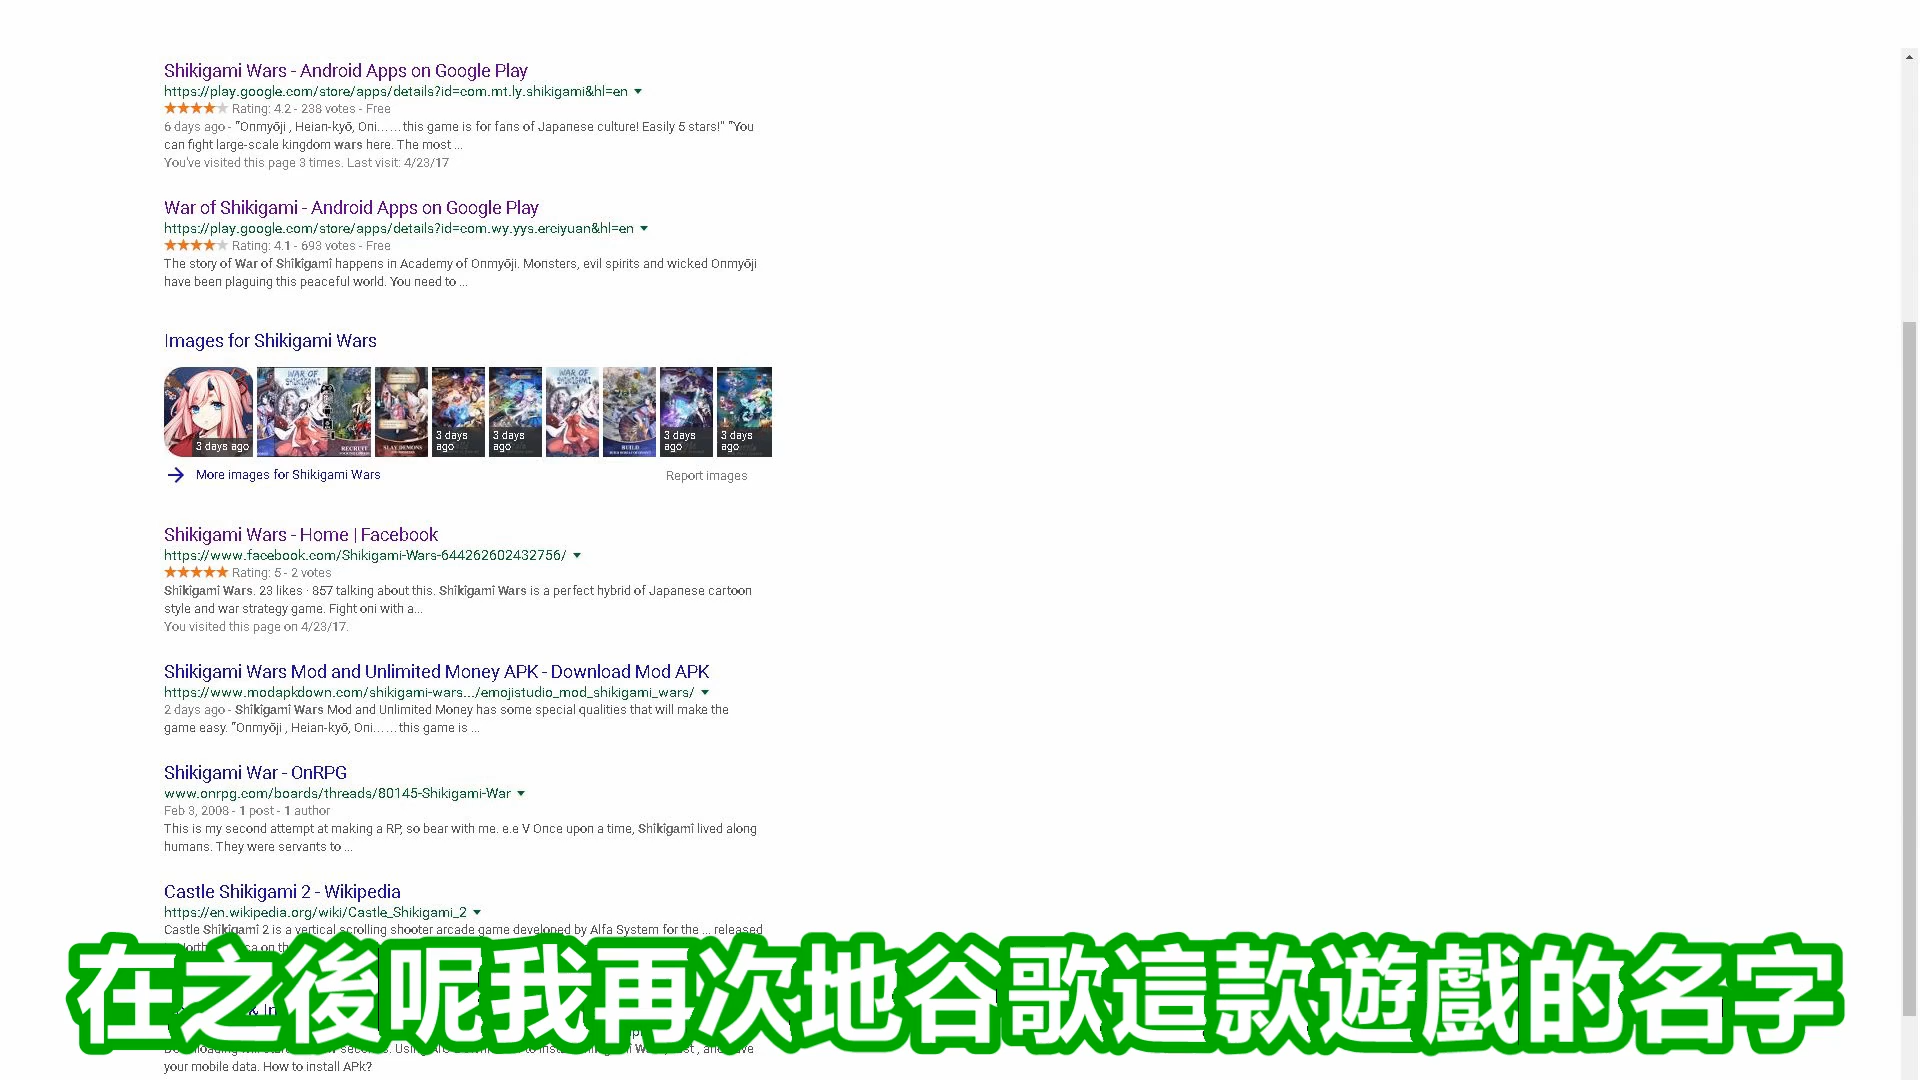 Shikigami Wars - Android Apps on Google Play
https://play.google.com/store/apps/details?id=com.mt.ly.shikigami&hl=en
Rating: 4.2 - 238 votes - Free
6 days ago - "Onmyōji , Heian-kyō, Oni……this game is for fans of Japanese culture! Easily 5 stars!" "You
can fight large-scale kingdom wars here. The most ...
You've visited this page 3 times. Last visit: 4/23/17
War of Shikigami - Android Apps on Google Play
https://play.google.com/store/apps/details?id=com.wy.yys.erciyuan&hl=en
Rating: 4.1 - 693 votes - Free
The story of War of Shikigami happens in Academy of Onmyōji. Monsters, evil spirits and wicked Onmyōji
have been plaguing this peaceful world. You need to ...
Images for Shikigami Wars
WAR OF SHIKIGAMI
WAR OF SHIKIGAMI
3 days ago
RECRUIT
SLAY DEMONS
3 days ago
3 days ago
BUILD
3 days ago
3 days ago
More images for Shikigami Wars
Report images
Shikigami Wars - Home | Facebook
https://www.facebook.com/Shikigami-Wars-644262602432756/
Rating: 5 - 2 votes
Shikigami Wars. 23 likes · 857 talking about this. Shikigami Wars is a perfect hybrid of Japanese cartoon
style and war strategy game. Fight oni with a...
You visited this page on 4/23/17.
Shikigami Wars Mod and Unlimited Money APK - Download Mod APK
https://www.modapkdown.com/shikigami-wars.../emojistudio_mod_shikigami_wars/
2 days ago - Shikigami Wars Mod and Unlimited Money has some special qualities that will make the
game easy. "Onmyōji , Heian-kyō, Oni……this game is ...
Shikigami War - OnRPG
www.onrpg.com/boards/threads/80145-Shikigami-War
Feb 3, 2008 - 1 post - 1 author
This is my second attempt at making a RP, so bear with me. e.e V Once upon a time, Shikigami lived along
humans. They were servants to ...
Castle Shikigami 2 - Wikipedia
https://en.wikipedia.org/wiki/Castle_Shikigami_2
Castle Shikigami 2 is a vertical scrolling shooter arcade game developed by Alfa System for the ... released
在之後呢我再次地谷歌這款遊戲的名字
your mobile data. How to install APk?